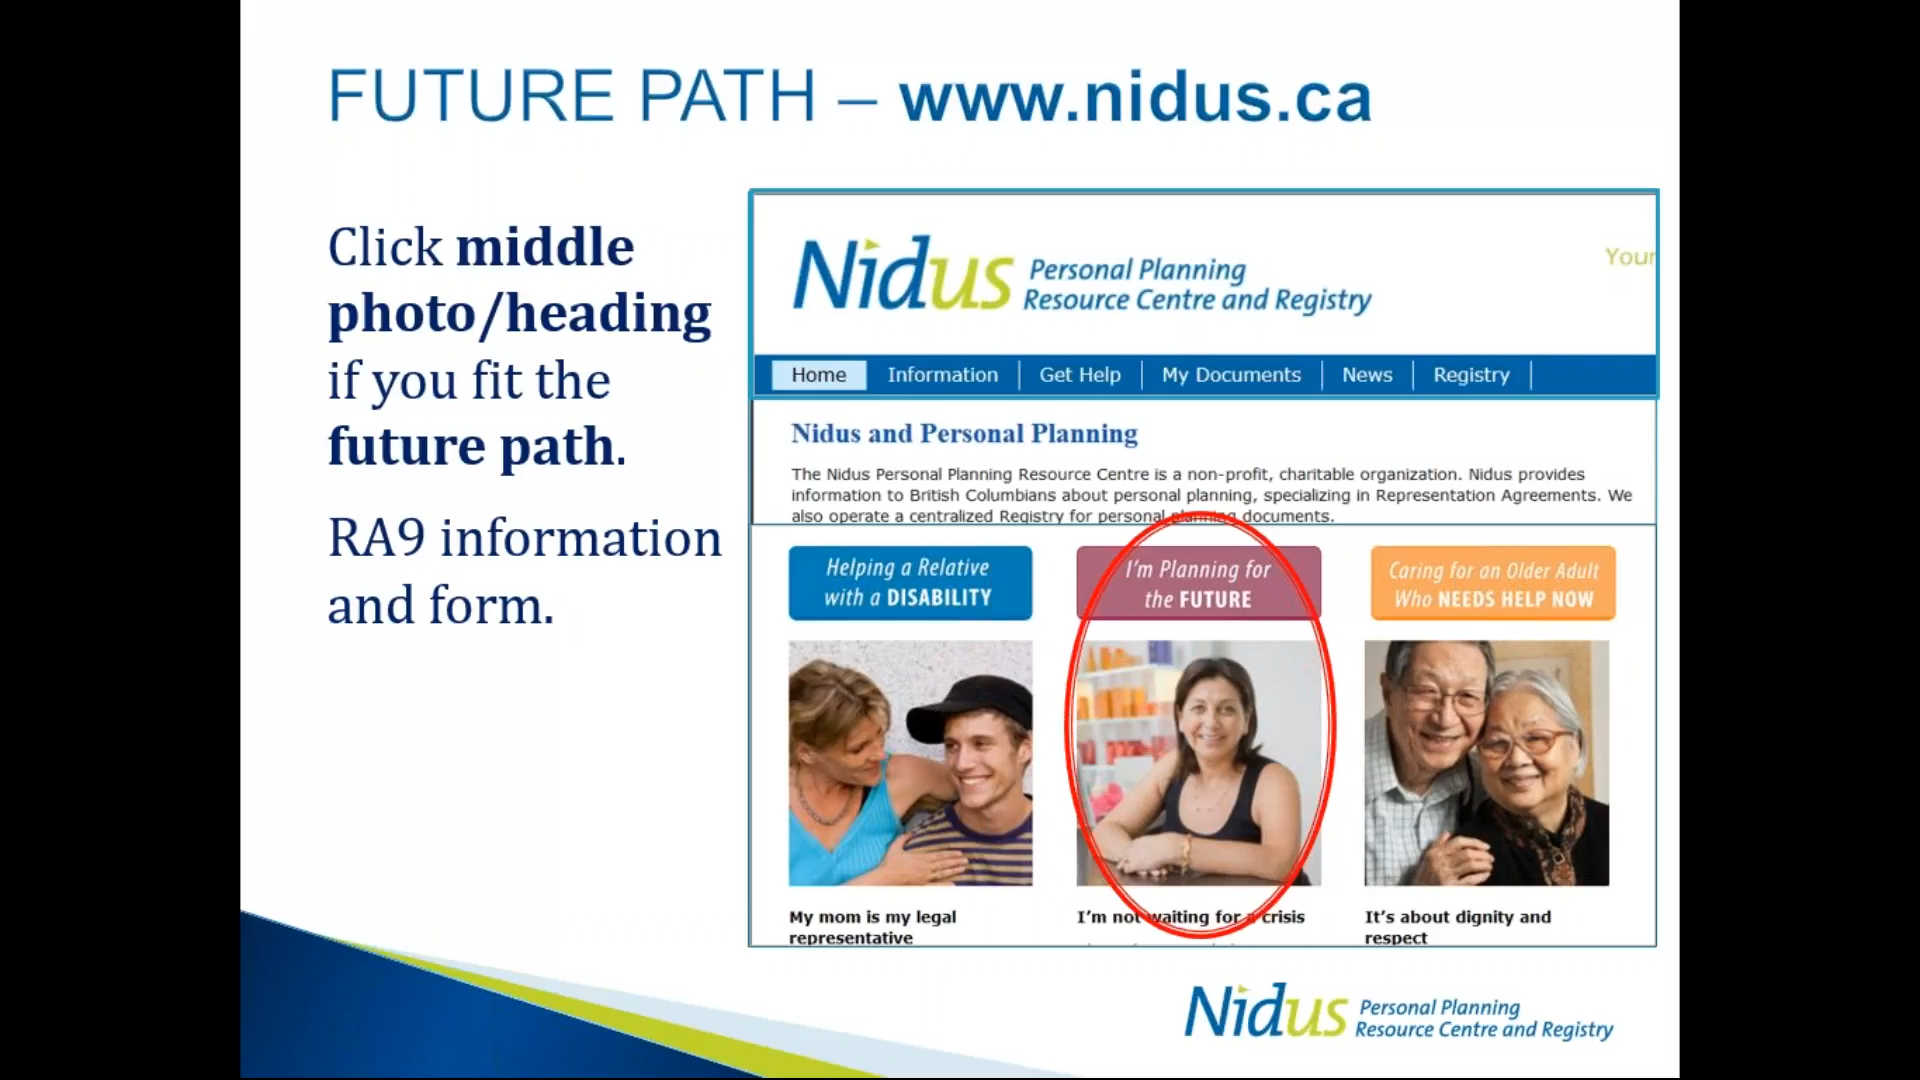 FUTURE PATH – www.nidus.ca
Click middle
photo/heading
if you fit the
future path.
RA9 information
and form.
Nidus Personal Planning
Resource Centre and Registry
Your
Home Information Get Help My Documents News Registry
Nidus and Personal Planning
The Nidus Personal Planning Resource Centre is a non-profit, charitable organization. Nidus provides
information to British Columbians about personal planning, specializing in Representation Agreements. We
also operate a centralized Registry for personal planning documents.
Helping a Relative
with a DISABILITY
I'm Planning for
the FUTURE
Caring for an Older Adult
Who NEEDS HELP NOW
My mom is my legal
representative
I'm not waiting for a crisis
It's about dignity and
respect
Nidus Personal Planning
Resource Centre and Registry